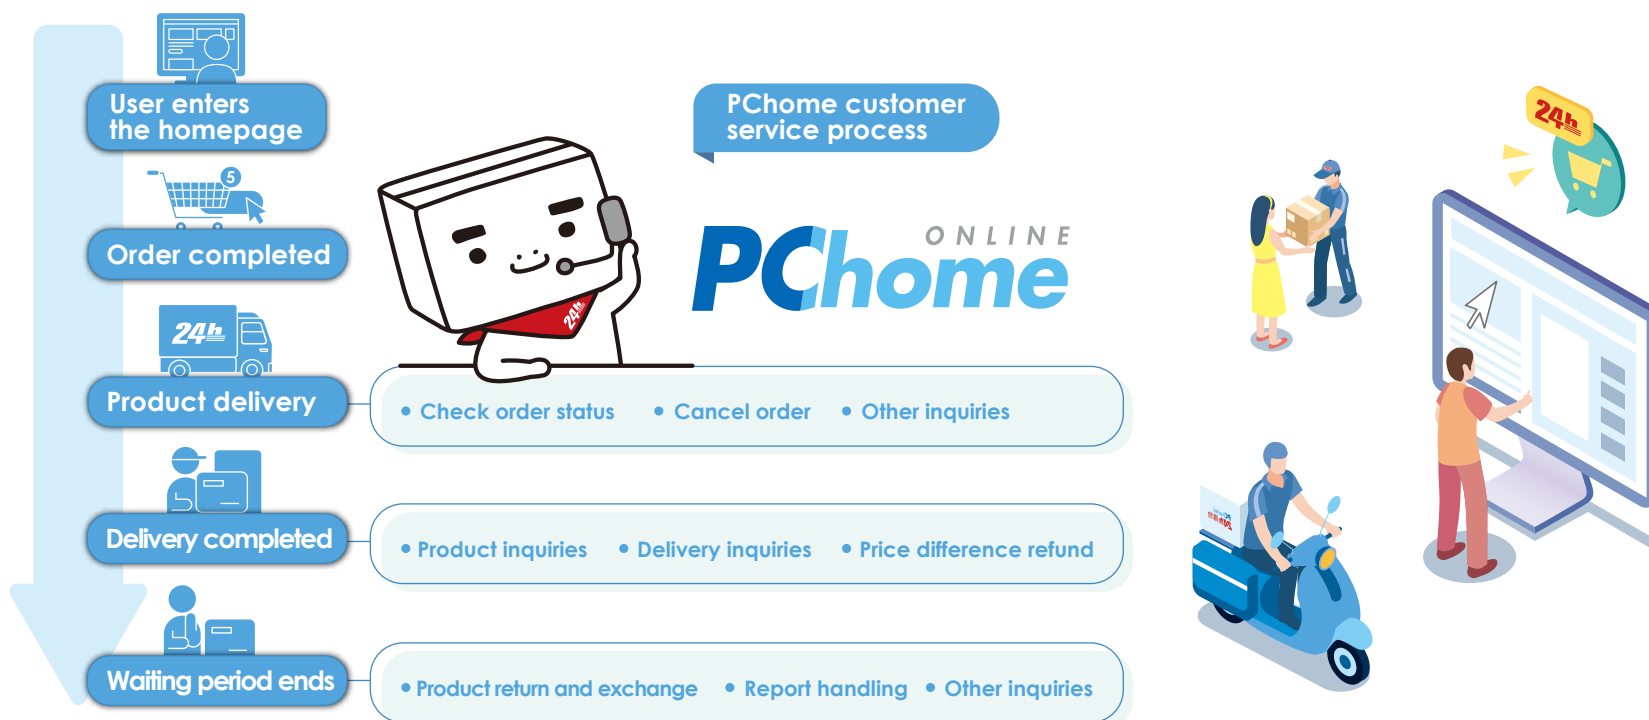 User enters
the homepage
5
Order completed
24h
Product delivery
Delivery completed
Waiting period ends
PChome customer
service process
PChome ONLINE
24h
• Check order status • Cancel order • Other inquiries
• Product inquiries • Delivery inquiries • Price difference refund
• Product return and exchange • Report handling • Other inquiries
24h